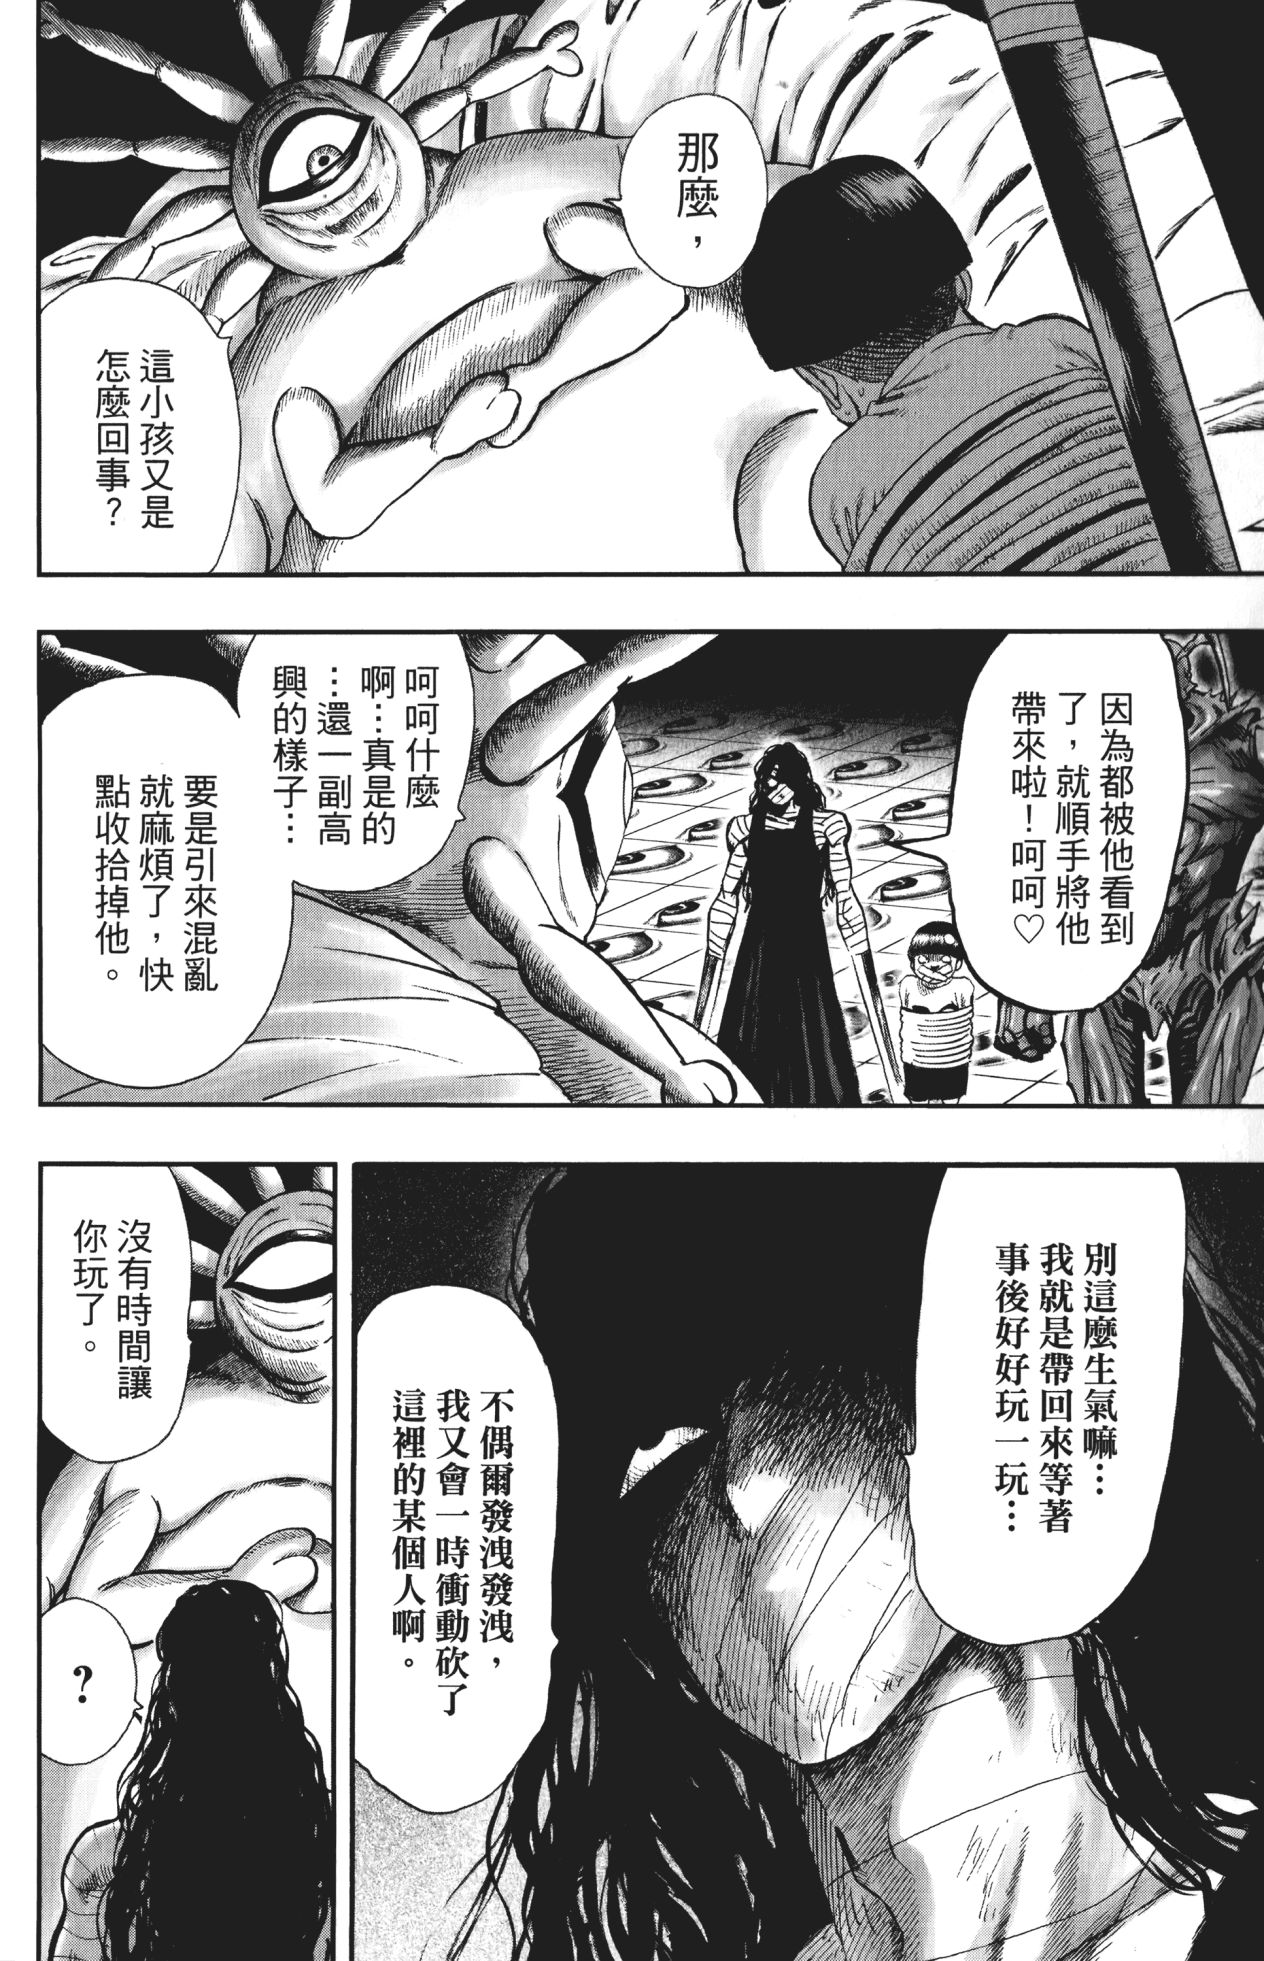 那麼，
這小孩又是
怎麼回事？
因為都被他看到
了，就順手將他
帶來啦！呵呵♡
呵呵什麼
啊…真是的
…還一副高
興的樣子…
要是引來混亂
就麻煩了，快
點收拾掉他。
別這麼生氣嘛…
我就是帶回來等著
事後好好玩一玩…
不偶爾發洩發洩，
我又會一時衝動砍了
這裡的某個人啊。
沒有時間讓
你玩了。
？